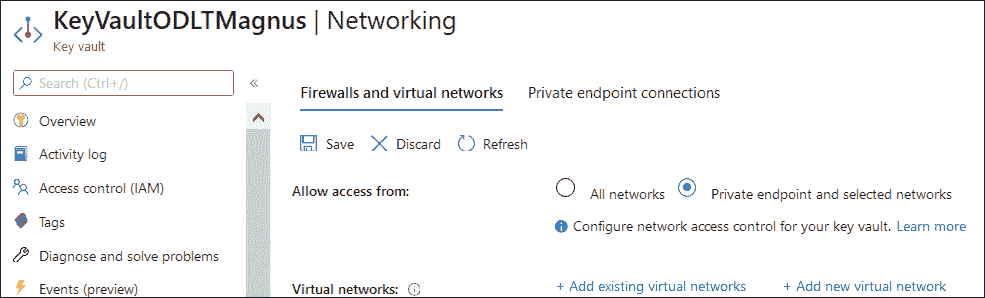 KeyVaultODLTMagnus | Networking
Key vault
Search (Ctrl+/)
«
Overview
Activity log
Access control (IAM)
Tags
Diagnose and solve problems
Events (preview)
Firewalls and virtual networks Private endpoint connections
Save Discard Refresh
Allow access from: All networks Private endpoint and selected networks
Configure network access control for your key vault. Learn more
Virtual networks: + Add existing virtual networks + Add new virtual network